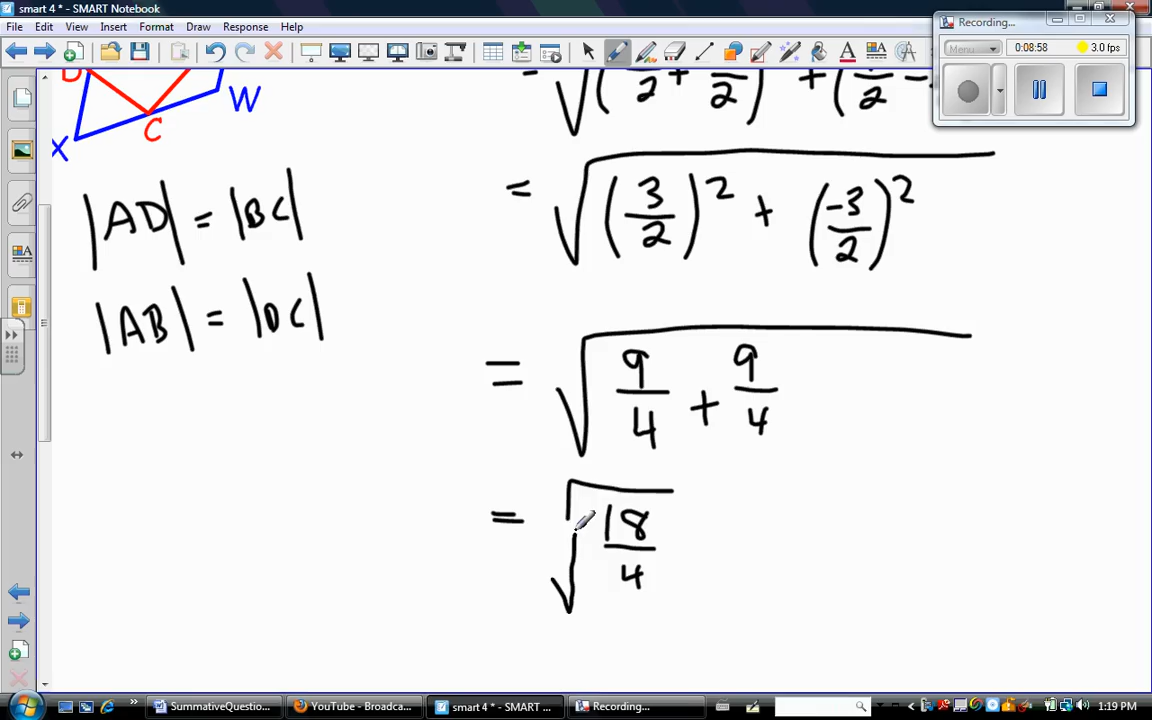 smart 4 * - SMART Notebook
File Edit View Insert Format Draw Response Help
Recording...
Menu
0:08:58
3.0 fps
W
C
X
|AD| = |BC|
|AB| = |DC|
= √(3/2)² + (-3/2)²
= √9/4 + 9/4
= √18/4
SummativeQuestio...
YouTube - Broadca...
smart 4 * - SMART ...
Recording...
1:19 PM